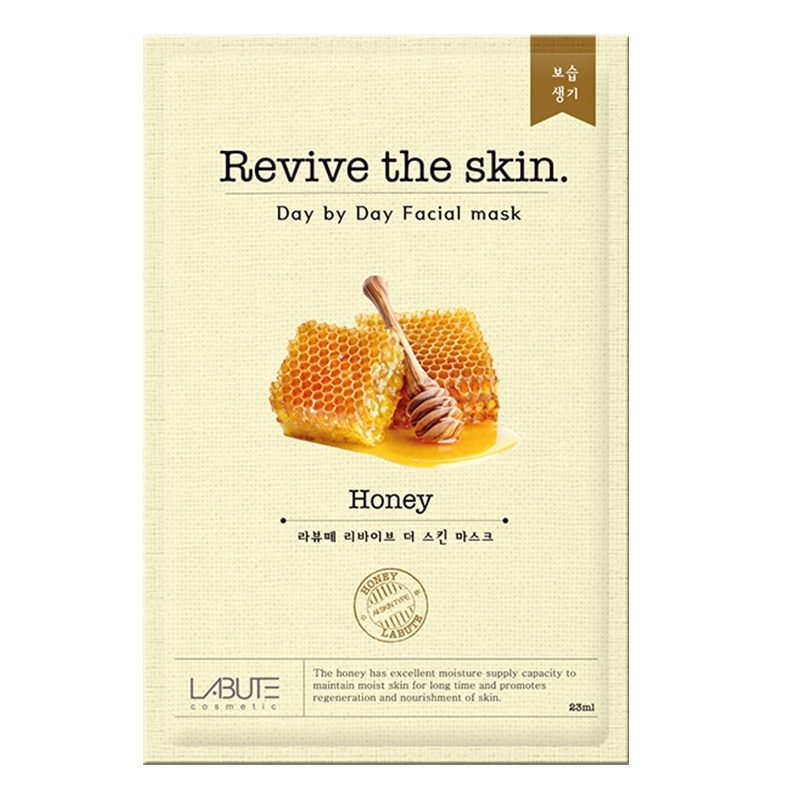 보습
생기
Revive the skin.
Day by Day Facial mask
Honey
라뷰떼 리바이브 더 스킨 마스크
HONEY
All SKIN TYPE
LABUTE
LABUTE
cosmetic
The honey has excellent moisture supply capacity to
maintain moist skin for long time and promotes
regeneration and nourishment of skin.
23ml